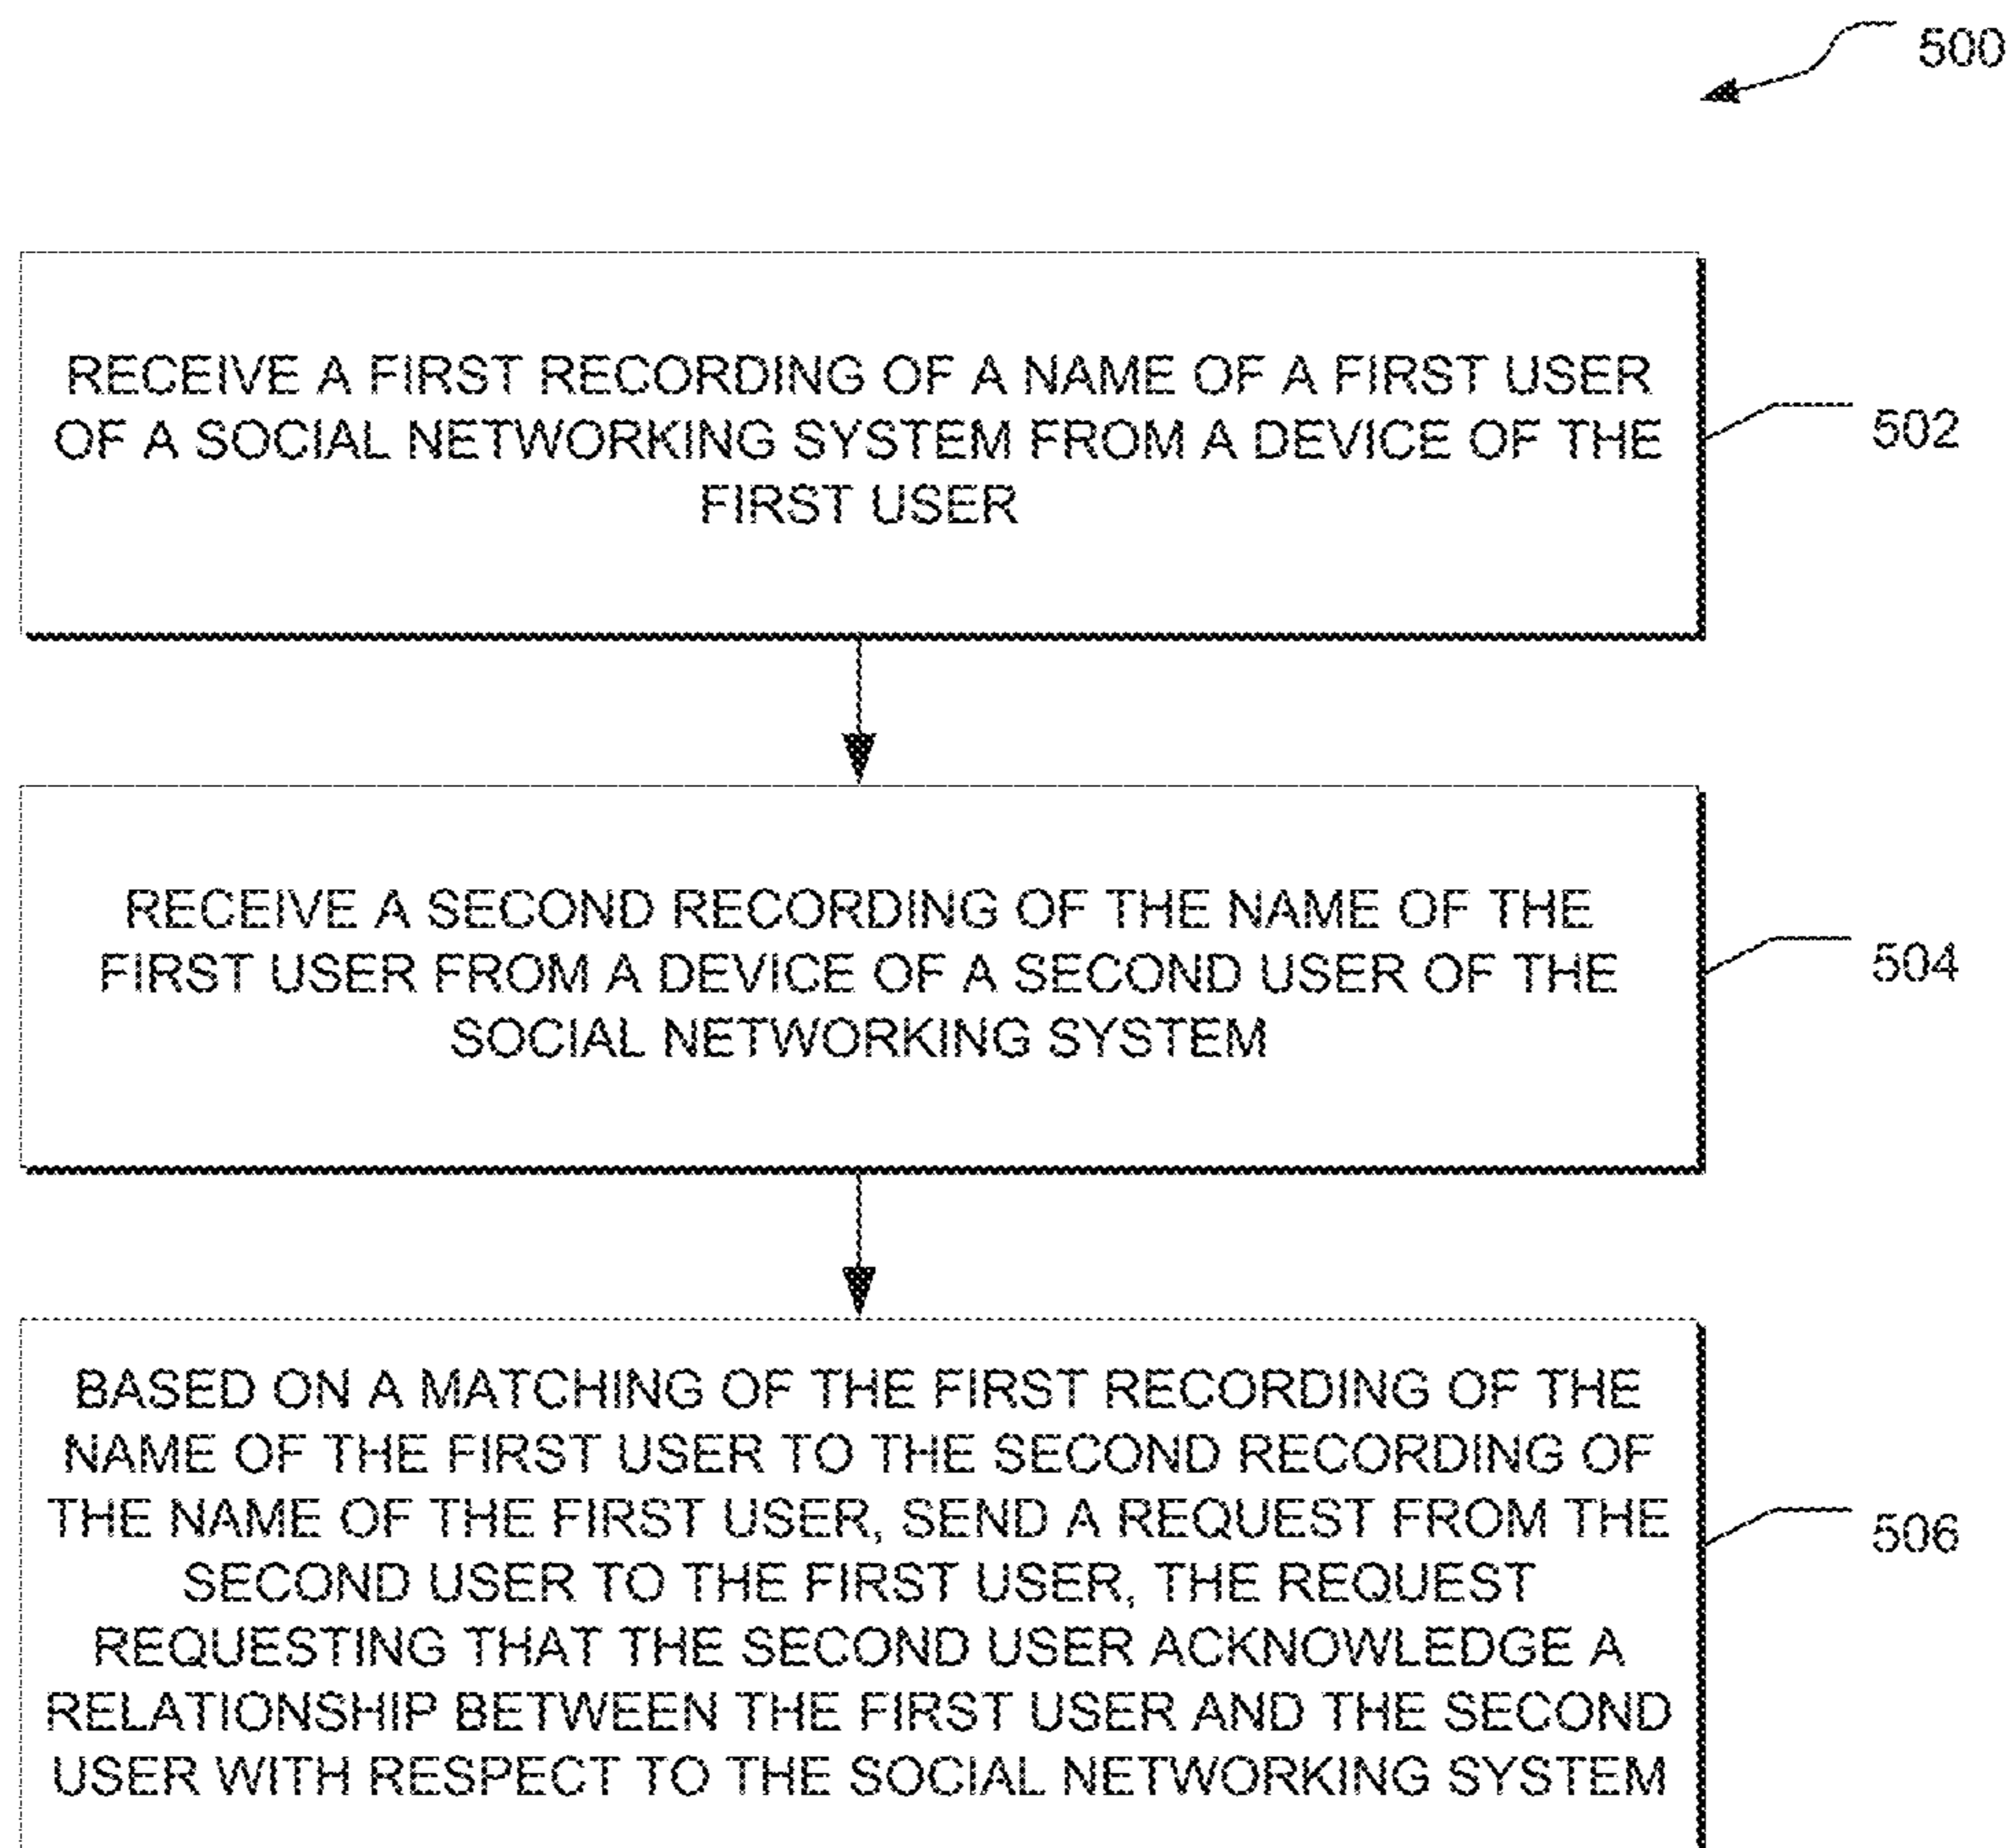 500
RECEIVE A FIRST RECORDING OF A NAME OF A FIRST USER
OF A SOCIAL NETWORKING SYSTEM FROM A DEVICE OF THE
FIRST USER
502
RECEIVE A SECOND RECORDING OF THE NAME OF THE
FIRST USER FROM A DEVICE OF A SECOND USER OF THE
SOCIAL NETWORKING SYSTEM
504
BASED ON A MATCHING OF THE FIRST RECORDING OF THE
NAME OF THE FIRST USER TO THE SECOND RECORDING OF
THE NAME OF THE FIRST USER, SEND A REQUEST FROM THE
SECOND USER TO THE FIRST USER, THE REQUEST
REQUESTING THAT THE SECOND USER ACKNOWLEDGE A
RELATIONSHIP BETWEEN THE FIRST USER AND THE SECOND
USER WITH RESPECT TO THE SOCIAL NETWORKING SYSTEM
506